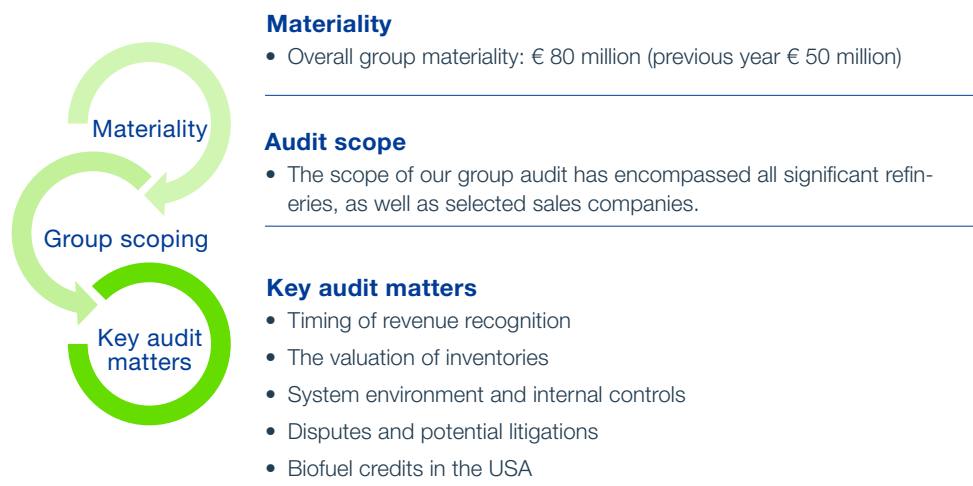 Materiality
Group scoping
Key audit
matters
Materiality
• Overall group materiality: € 80 million (previous year € 50 million)
Audit scope
• The scope of our group audit has encompassed all significant refin-
eries, as well as selected sales companies.
Key audit matters
• Timing of revenue recognition
• The valuation of inventories
• System environment and internal controls
• Disputes and potential litigations
• Biofuel credits in the USA